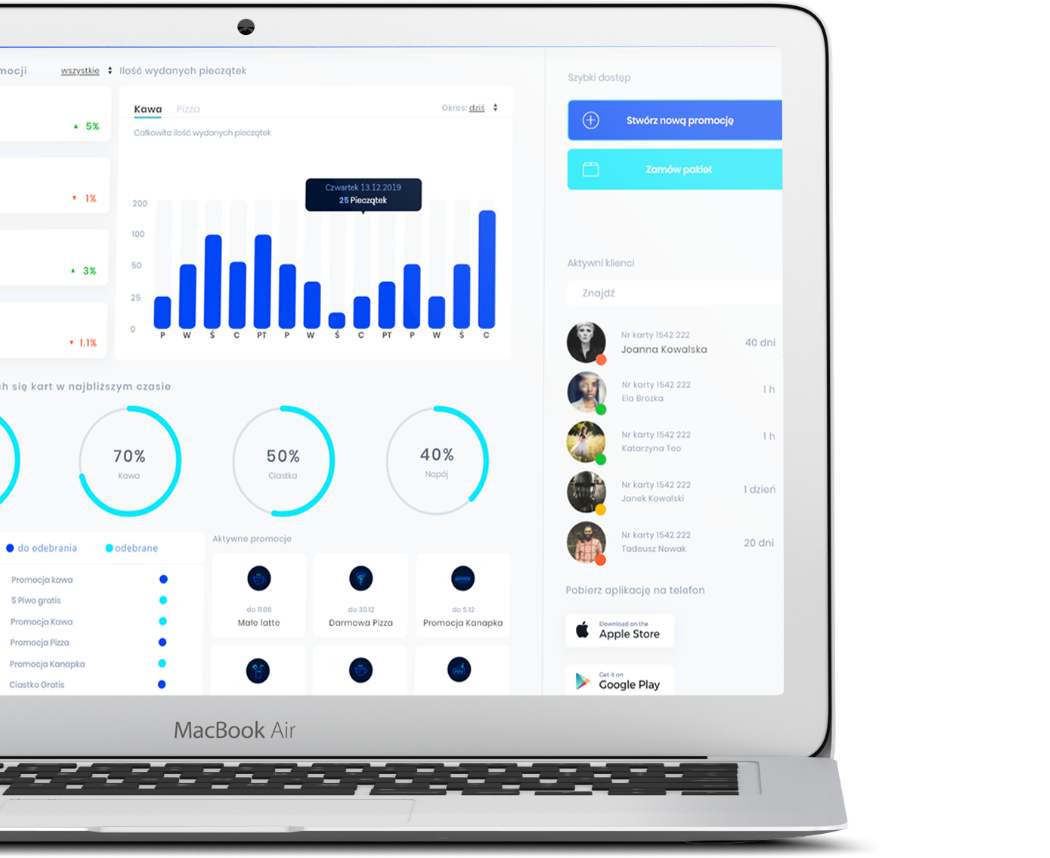 mocji
wszystkie
5%
1%
3%
1.1%
Ilość wydanych pieczątek
Kawa Pizza
Okres: dziś
Całkowita ilość wydanych pieczątek
Czwartek 13.12.2019
25 Pieczątek
200
100
50
25
0
P W Ś C PT P W Ś C PT P W Ś C
ch się kart w najbliższym czasie
70%
Kawa
50%
Ciastka
40%
Napój
do odebrania odebrane
Promocja kawa
5 Piwo gratis
Promocja Kawa
Promocja Pizza
Promocja Kanapka
Ciastko Gratis
Aktywne promocje
do 11.08
Małe latte
do 30.12
Darmowa Pizza
do 5.12
Promocja Kanapka
Szybki dostęp
Stwórz nową promocję
Zamów pakiet
Aktywni klienci
Znajdź
Nr karty 1542 222
Joanna Kowalska
40 dni
Nr karty 1542 222
Ela Brożka
1 h
Nr karty 1542 222
Katarzyna Teo
1 h
Nr karty 1542 222
Janek Kowalski
1 dzień
Nr karty 1542 222
Tadeusz Nowak
20 dni
Pobierz aplikację na telefon
Download on the
Apple Store
Get it on
Google Play
MacBook Air